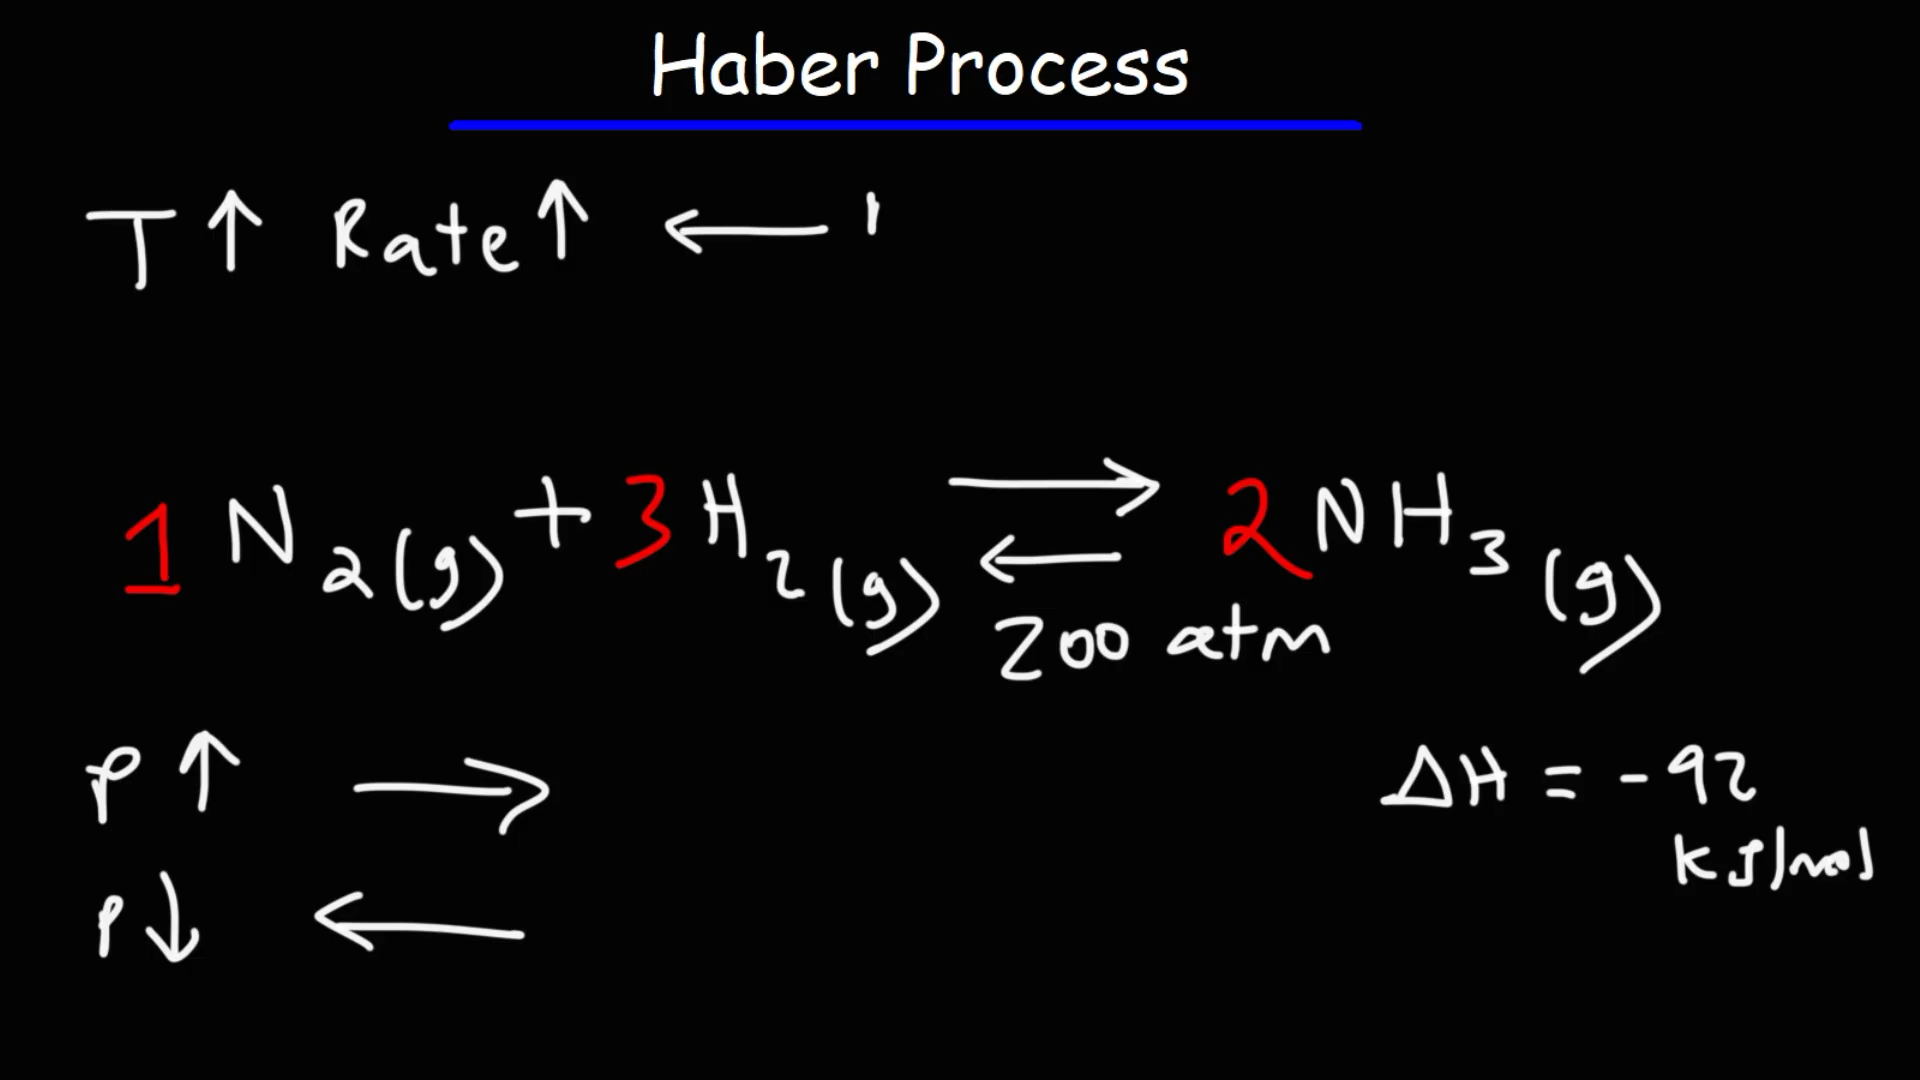 Haber Process
T ↑ Rate ↑ ← '
1 N₂(g) + 3 H₂(g) ⇄ 2 NH₃(g)
200 atm
P ↑ →
ΔH = -92
kJ/mol
P ↓ ←